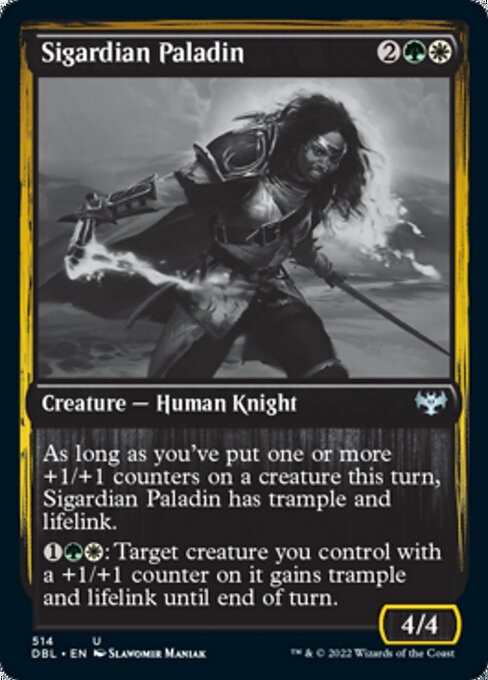 Sigardian Paladin 2
Creature — Human Knight
As long as you've put one or more
+1/+1 counters on a creature this turn,
Sigardian Paladin has trample and
lifelink.
1: Target creature you control with
a +1/+1 counter on it gains trample
and lifelink until end of turn.
4/4
514 U
DBL • EN Slawomir Maniak
™ & © 2022 Wizards of the Coast